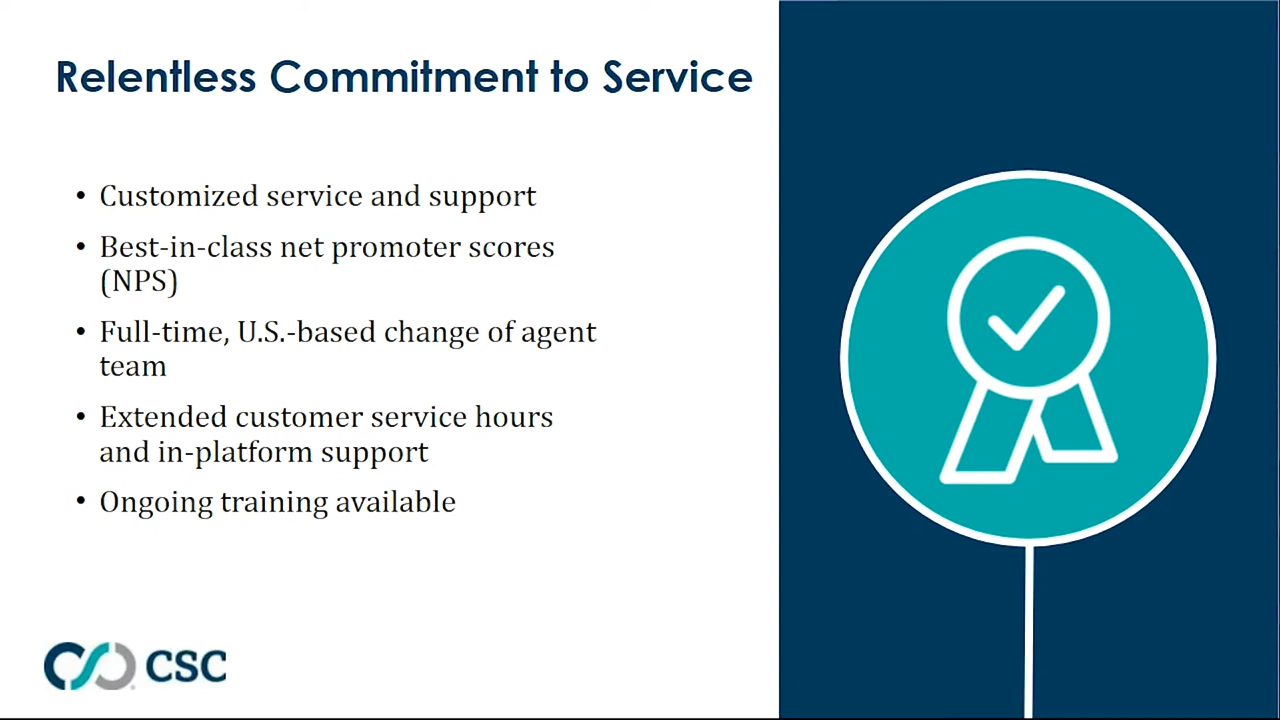 Relentless Commitment to Service
• Customized service and support
• Best-in-class net promoter scores
(NPS)
• Full-time, U.S.-based change of agent
team
• Extended customer service hours
and in-platform support
• Ongoing training available
CSC